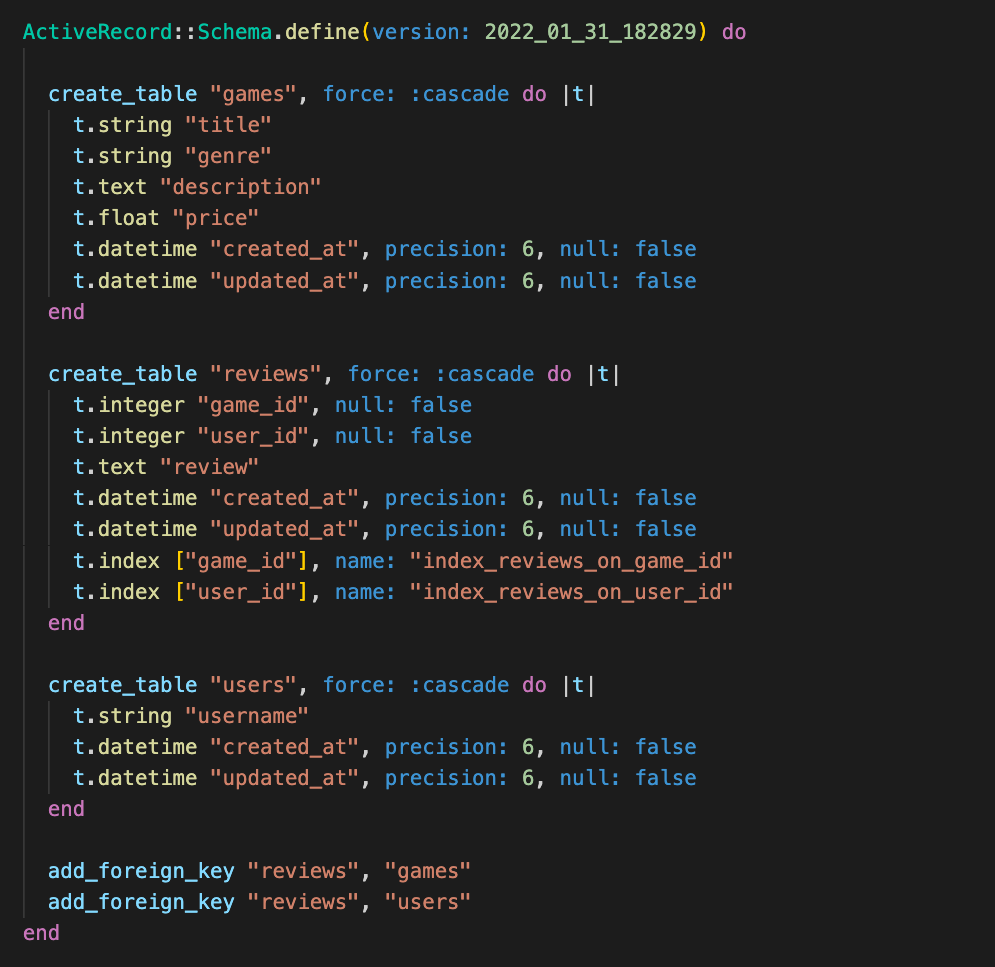 ActiveRecord::Schema.define(version: 2022_01_31_182829) do

  create_table "games", force: :cascade do |t|
    t.string "title"
    t.string "genre"
    t.text "description"
    t.float "price"
    t.datetime "created_at", precision: 6, null: false
    t.datetime "updated_at", precision: 6, null: false
  end

  create_table "reviews", force: :cascade do |t|
    t.integer "game_id", null: false
    t.integer "user_id", null: false
    t.text "review"
    t.datetime "created_at", precision: 6, null: false
    t.datetime "updated_at", precision: 6, null: false
    t.index ["game_id"], name: "index_reviews_on_game_id"
    t.index ["user_id"], name: "index_reviews_on_user_id"
  end

  create_table "users", force: :cascade do |t|
    t.string "username"
    t.datetime "created_at", precision: 6, null: false
    t.datetime "updated_at", precision: 6, null: false
  end

  add_foreign_key "reviews", "games"
  add_foreign_key "reviews", "users"
end